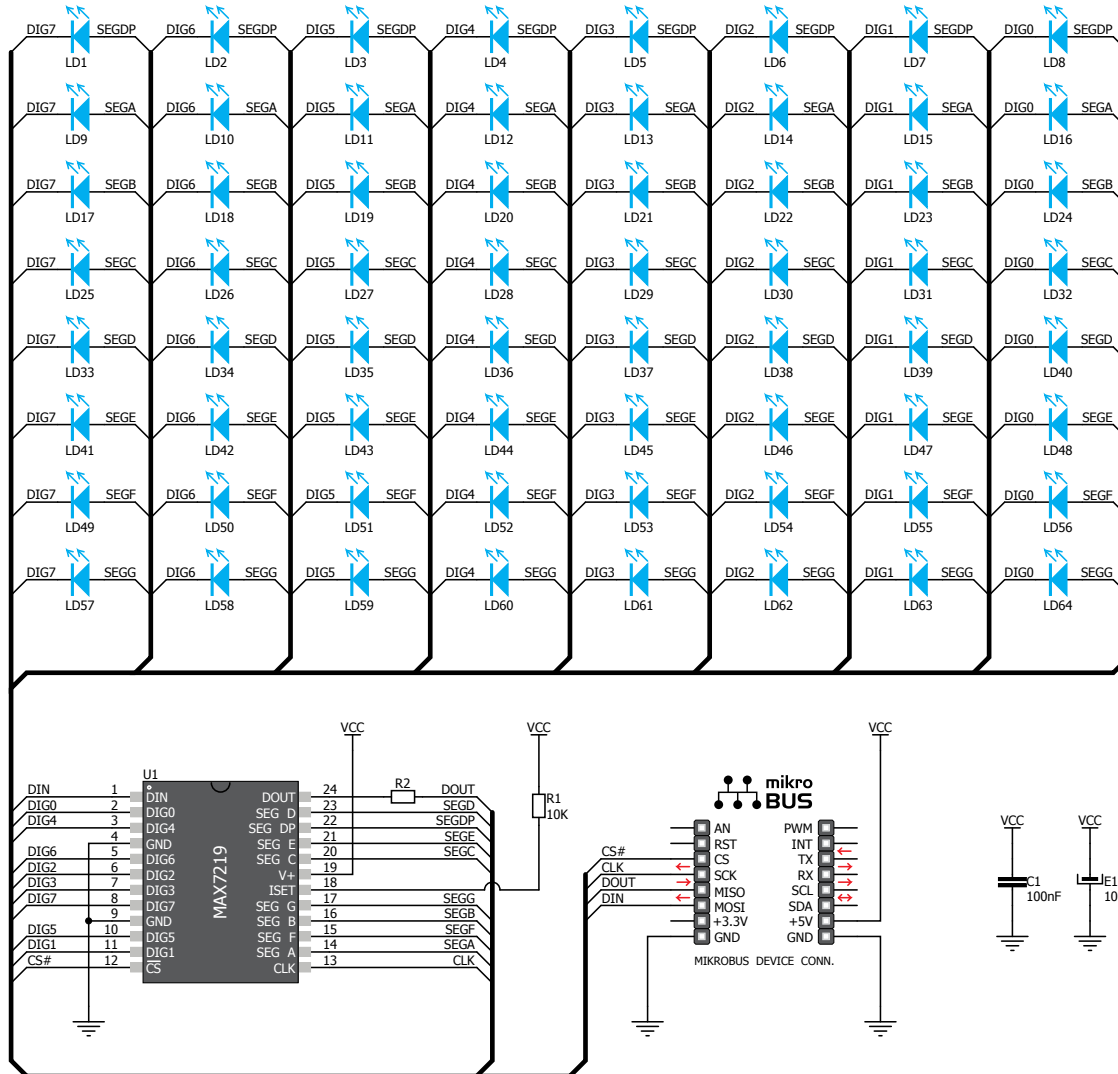 DIG7 SEGDP DIG6 SEGDP DIG5 SEGDP DIG4 SEGDP DIG3 SEGDP DIG2 SEGDP DIG1 SEGDP DIG0 SEGDP
LD1 LD2 LD3 LD4 LD5 LD6 LD7 LD8
DIG7 SEGA DIG6 SEGA DIG5 SEGA DIG4 SEGA DIG3 SEGA DIG2 SEGA DIG1 SEGA DIG0 SEGA
LD9 LD10 LD11 LD12 LD13 LD14 LD15 LD16
DIG7 SEGB DIG6 SEGB DIG5 SEGB DIG4 SEGB DIG3 SEGB DIG2 SEGB DIG1 SEGB DIG0 SEGB
LD17 LD18 LD19 LD20 LD21 LD22 LD23 LD24
DIG7 SEGC DIG6 SEGC DIG5 SEGC DIG4 SEGC DIG3 SEGC DIG2 SEGC DIG1 SEGC DIG0 SEGC
LD25 LD26 LD27 LD28 LD29 LD30 LD31 LD32
DIG7 SEGD DIG6 SEGD DIG5 SEGD DIG4 SEGD DIG3 SEGD DIG2 SEGD DIG1 SEGD DIG0 SEGD
LD33 LD34 LD35 LD36 LD37 LD38 LD39 LD40
DIG7 SEGE DIG6 SEGE DIG5 SEGE DIG4 SEGE DIG3 SEGE DIG2 SEGE DIG1 SEGE DIG0 SEGE
LD41 LD42 LD43 LD44 LD45 LD46 LD47 LD48
DIG7 SEGF DIG6 SEGF DIG5 SEGF DIG4 SEGF DIG3 SEGF DIG2 SEGF DIG1 SEGF DIG0 SEGF
LD49 LD50 LD51 LD52 LD53 LD54 LD55 LD56
DIG7 SEGG DIG6 SEGG DIG5 SEGG DIG4 SEGG DIG3 SEGG DIG2 SEGG DIG1 SEGG DIG0 SEGG
LD57 LD58 LD59 LD60 LD61 LD62 LD63 LD64
VCC VCC VCC
U1
MAX7219
DIN 1 DIN DOUT 24 R2 DOUT
DIG0 2 DIG0 SEG D 23 SEGD
DIG4 3 DIG4 SEG DP 22 SEGDP
4 GND SEG E 21 SEGE
DIG6 5 DIG6 SEG C 20 SEGC
DIG2 6 DIG2 V+ 19
DIG3 7 DIG3 ISET 18
DIG7 8 DIG7 SEG G 17 SEGG
9 GND SEG B 16 SEGB
DIG5 10 DIG5 SEG F 15 SEGF
DIG1 11 DIG1 SEG A 14 SEGA
CS# 12 CS CLK 13 CLK
R1
10K
mikro
BUS
AN PWM
RST INT
CS# CS TX
CLK SCK RX
DOUT MISO SCL
DIN MOSI SDA
+3.3V +5V
GND GND
MIKROBUS DEVICE CONN.
VCC VCC
C1
100nF
E1
10